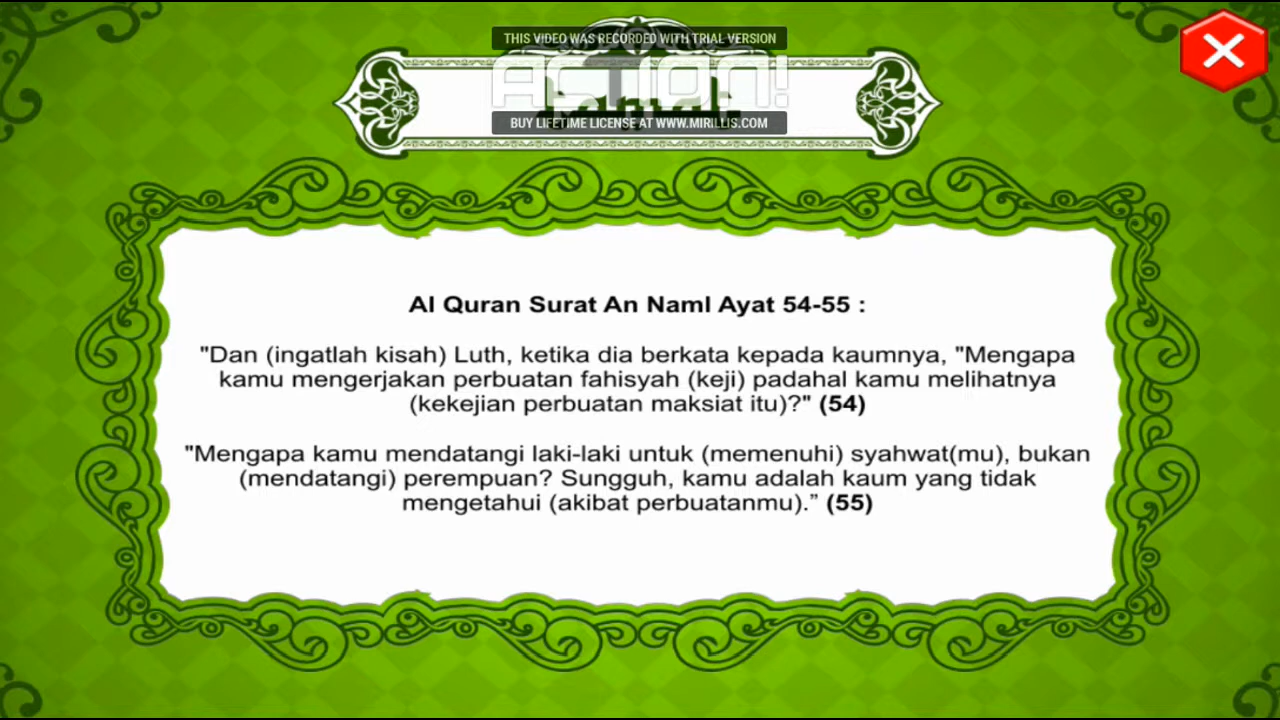 THIS VIDEO WAS RECORDED WITH TRIAL VERSION
ACTION!
BUY LIFETIME LICENSE AT WWW.MIRILLIS.COM
Al Quran Surat An Naml Ayat 54-55 :
"Dan (ingatlah kisah) Luth, ketika dia berkata kepada kaumnya, "Mengapa
kamu mengerjakan perbuatan fahisyah (keji) padahal kamu melihatnya
(kekejian perbuatan maksiat itu)?" (54)
"Mengapa kamu mendatangi laki-laki untuk (memenuhi) syahwat(mu), bukan
(mendatangi) perempuan? Sungguh, kamu adalah kaum yang tidak
mengetahui (akibat perbuatanmu).” (55)